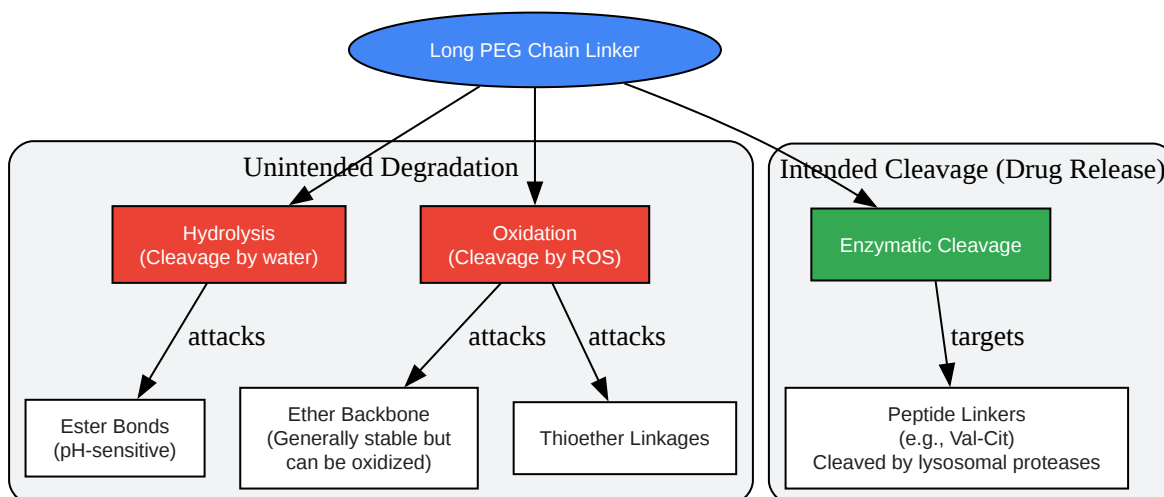 Long PEG Chain Linker
Unintended Degradation
Intended Cleavage (Drug Release)
Hydrolysis
(Cleavage by water)
Oxidation
(Cleavage by ROS)
Enzymatic Cleavage
attacks
attacks
attacks
targets
Ester Bonds
(pH-sensitive)
Ether Backbone
(Generally stable but
can be oxidized)
Thioether Linkages
Peptide Linkers
(e.g., Val-Cit)
Cleaved by lysosomal proteases